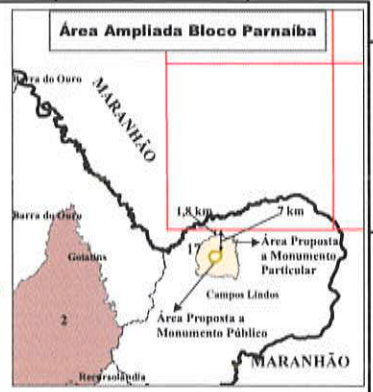 Área Ampliada Bloco Parnaíba
Barra do Ouro
MARANHÃO
1,8 km
7 km
Barra do Ouro
17
Área Proposta
a Monumento
Particular
Goiatins
Campos Lindos
2
Área Proposta a
Monumento Público
MARANHÃO
Recursolândia